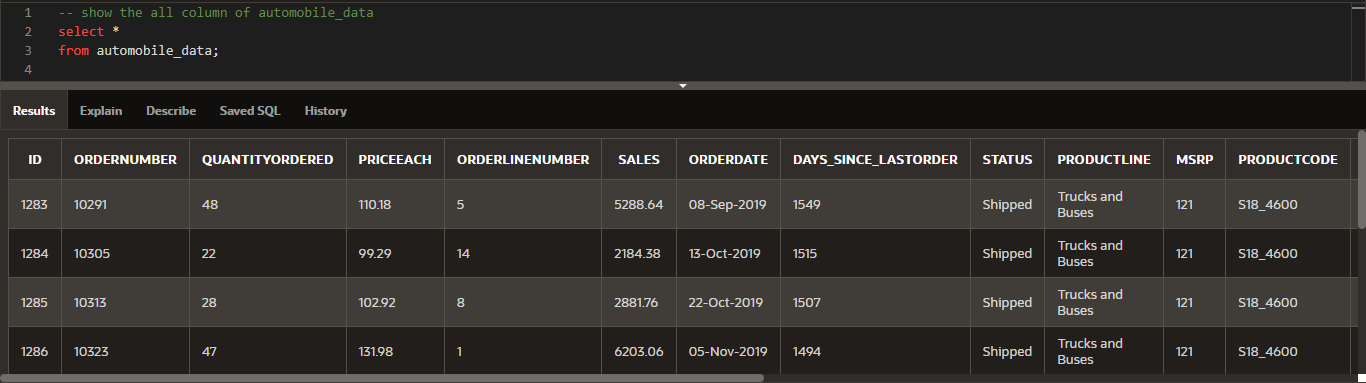 1 -- show the all column of automobile_data
2 select *
3 from automobile_data;
4
Results Explain Describe Saved SQL History
ID ORDERNUMBER QUANTITYORDERED PRICEEACH ORDERLINENUMBER SALES ORDERDATE DAYS_SINCE_LASTORDER STATUS PRODUCTLINE MSRP PRODUCTCODE
1283 10291 48 110.18 5 5288.64 08-Sep-2019 1549 Shipped Trucks and Buses 121 S18_4600
1284 10305 22 99.29 14 2184.38 13-Oct-2019 1515 Shipped Trucks and Buses 121 S18_4600
1285 10313 28 102.92 8 2881.76 22-Oct-2019 1507 Shipped Trucks and Buses 121 S18_4600
1286 10323 47 131.98 1 6203.06 05-Nov-2019 1494 Shipped Trucks and Buses 121 S18_4600